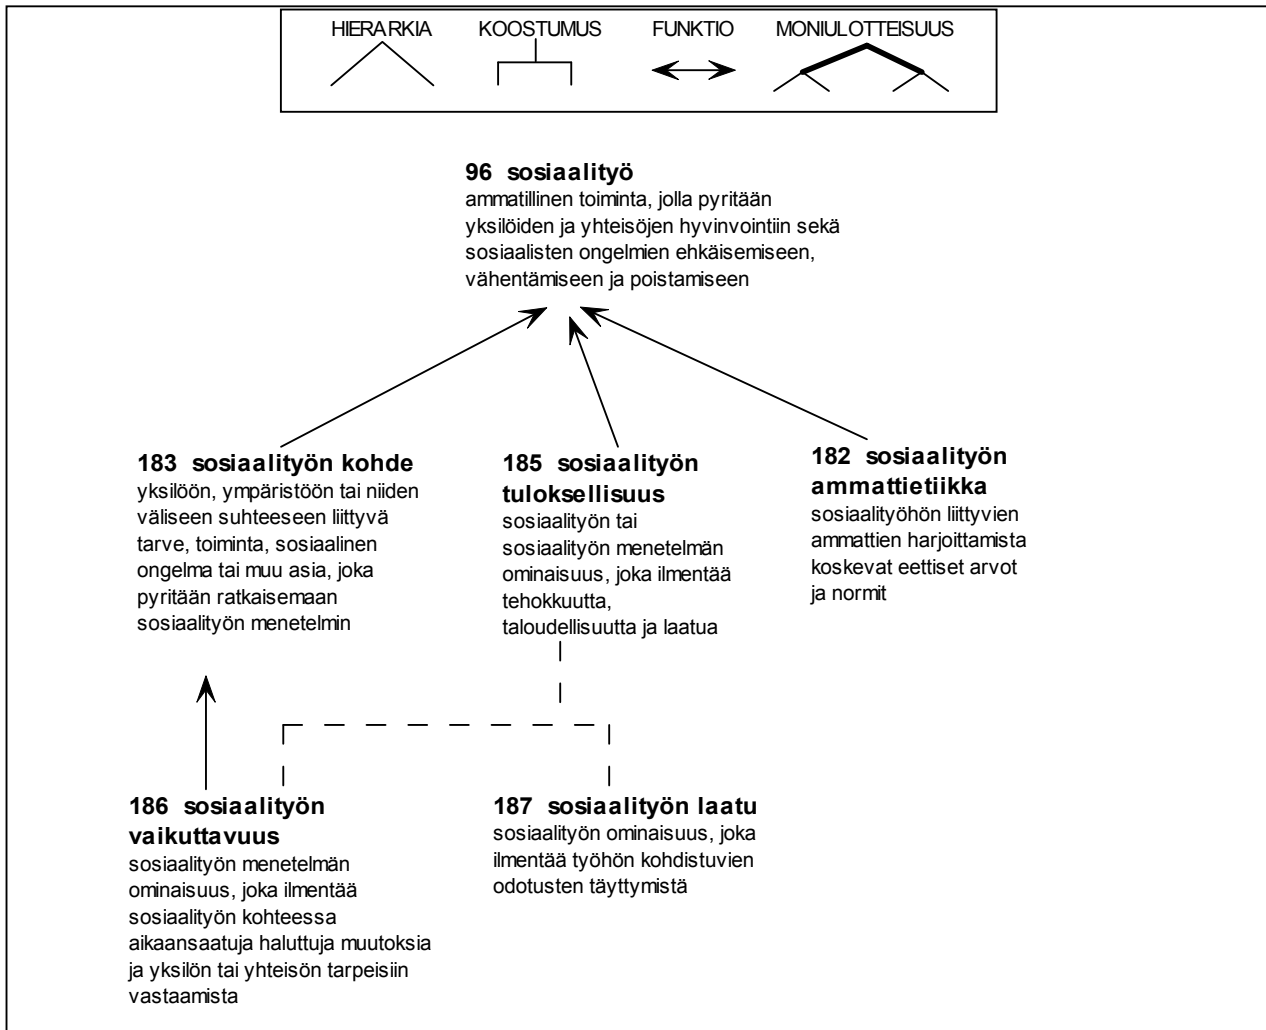 HIERARKIA KOOSTUMUS FUNKTIO MONIULOTTEISUUS
96 sosiaalityö
ammatillinen toiminta, jolla pyritään
yksilöiden ja yhteisöjen hyvinvointiin sekä
sosiaalisten ongelmien ehkäisemiseen,
vähentämiseen ja poistamiseen
183 sosiaalityön kohde
yksilöön, ympäristöön tai niiden
väliseen suhteeseen liittyvä
tarve, toiminta, sosiaalinen
ongelma tai muu asia, joka
pyritään ratkaisemaan
sosiaalityön menetelmin
185 sosiaalityön
tuloksellisuus
sosiaalityön tai
sosiaalityön menetelmän
ominaisuus, joka ilmentää
tehokkuutta,
taloudellisuutta ja laatua
182 sosiaalityön
ammattietiikka
sosiaalityöhön liittyvien
ammattien harjoittamista
koskevat eettiset arvot
ja normit
186 sosiaalityön
vaikuttavuus
sosiaalityön menetelmän
ominaisuus, joka ilmentää
sosiaalityön kohteessa
aikaansaatuja haluttuja muutoksia
ja yksilön tai yhteisön tarpeisiin
vastaamista
187 sosiaalityön laatu
sosiaalityön ominaisuus, joka
ilmentää työhön kohdistuvien
odotusten täyttymistä